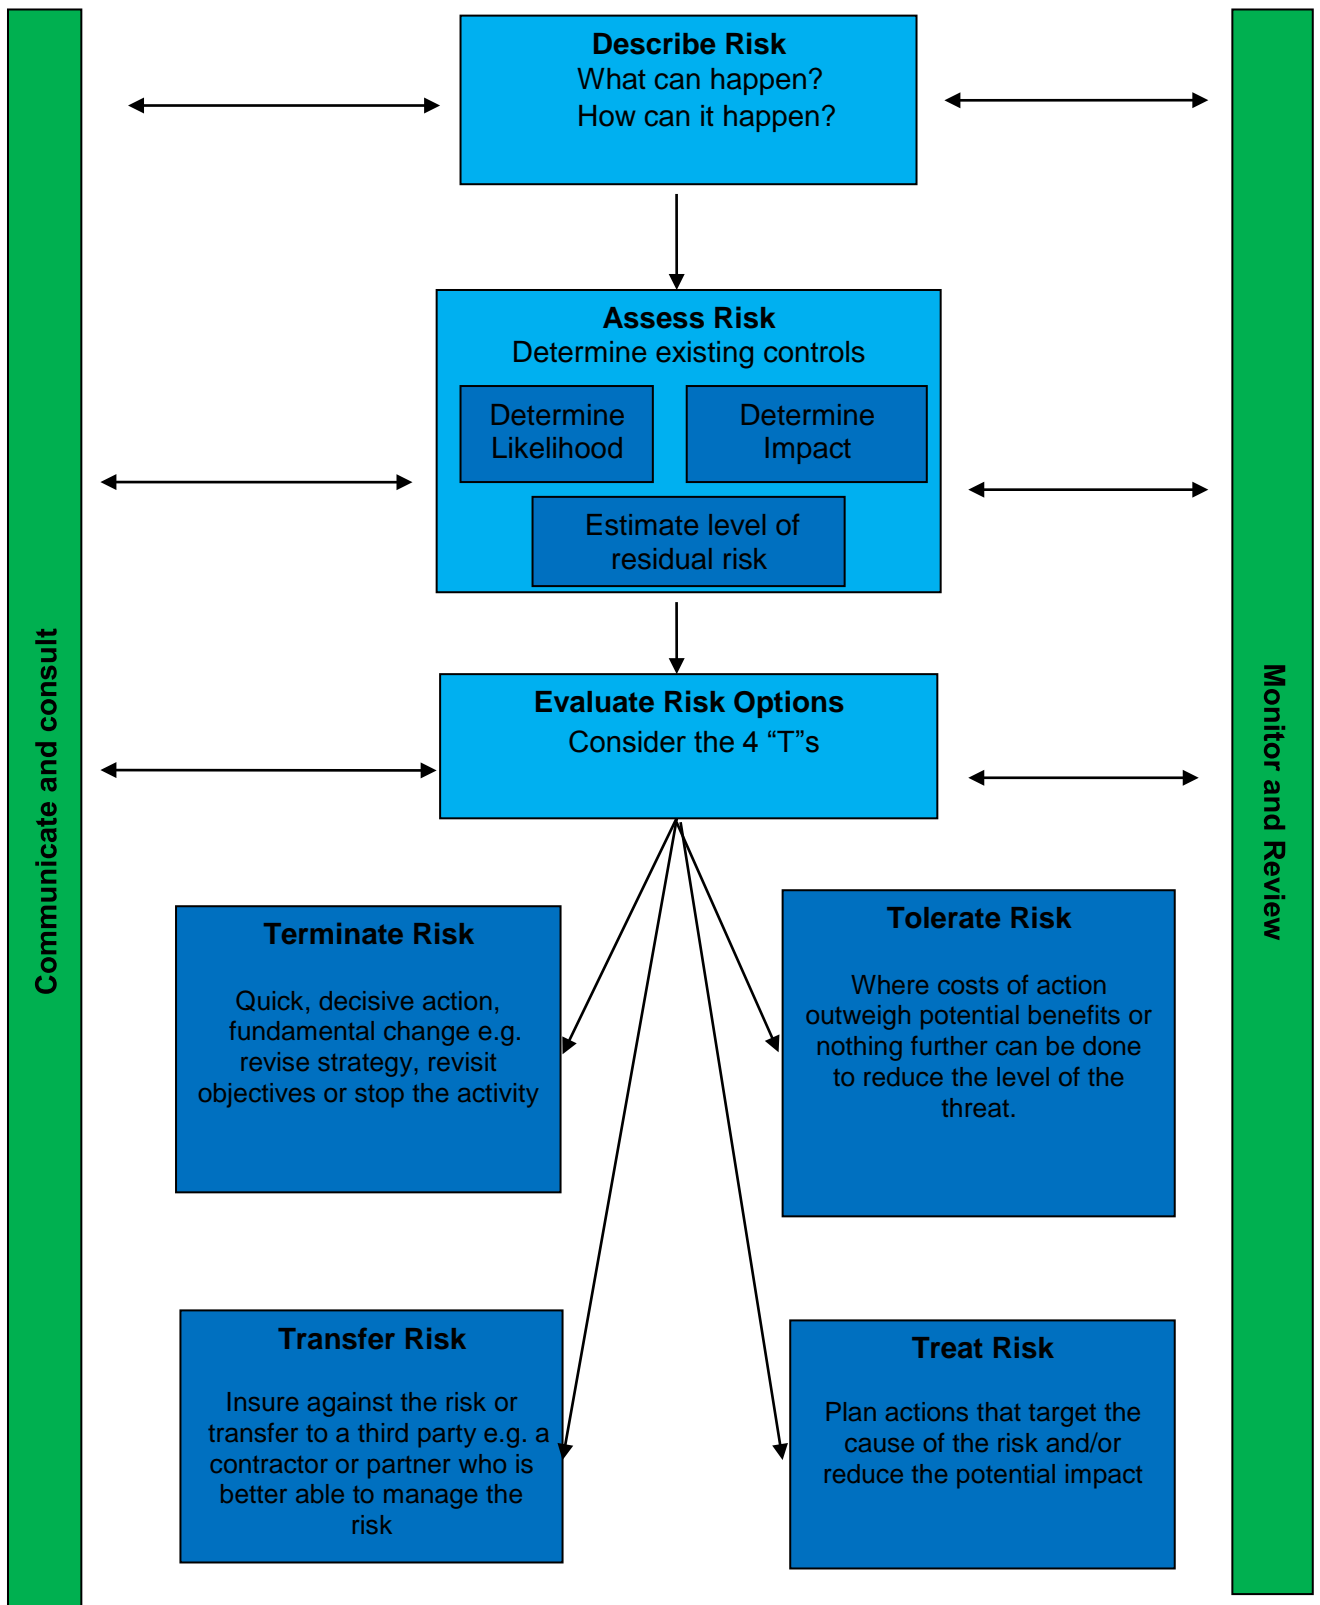 Describe Risk
What can happen?
How can it happen?
Assess Risk
Determine existing controls
Determine
Likelihood
Determine
Impact
Estimate level of
residual risk
Communicate and consult
Monitor and Review
Evaluate Risk Options
Consider the 4 “T”s
Terminate Risk
Quick, decisive action,
fundamental change e.g.
revise strategy, revisit
objectives or stop the activity
Tolerate Risk
Where costs of action
outweigh potential benefits or
nothing further can be done
to reduce the level of the
threat.
Transfer Risk
Insure against the risk or
transfer to a third party e.g. a
contractor or partner who is
better able to manage the
risk
Treat Risk
Plan actions that target the
cause of the risk and/or
reduce the potential impact